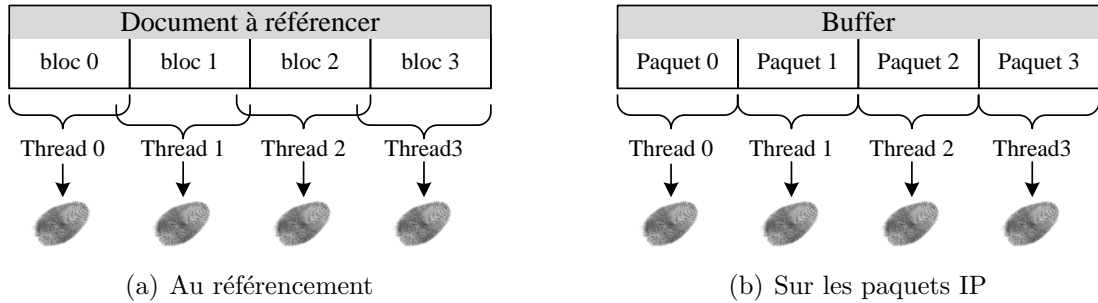 Document à référencer
bloc 0 bloc 1 bloc 2 bloc 3
Thread 0 Thread 1 Thread 2 Thread3
(a) Au référencement
Buffer
Paquet 0 Paquet 1 Paquet 2 Paquet 3
Thread 0 Thread 1 Thread 2 Thread3
(b) Sur les paquets IP